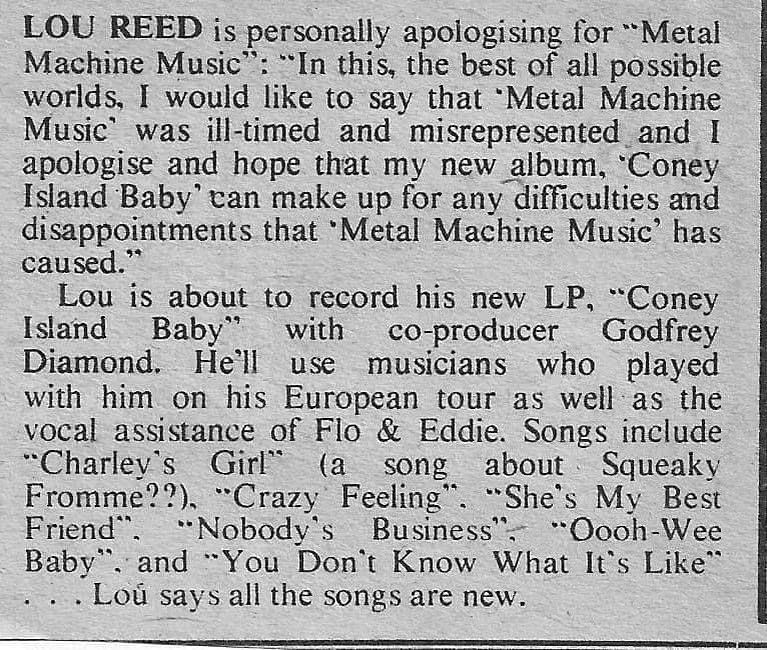 LOU REED is personally apologising for "Metal
Machine Music": "In this, the best of all possible
worlds, I would like to say that 'Metal Machine
Music' was ill-timed and misrepresented and I
apologise and hope that my new album, 'Coney
Island Baby' can make up for any difficulties and
disappointments that 'Metal Machine Music' has
caused."
Lou is about to record his new LP, "Coney
Island Baby" with co-producer Godfrey
Diamond. He'll use musicians who played
with him on his European tour as well as the
vocal assistance of Flo & Eddie. Songs include
"Charley's Girl" (a song about Squeaky
Fromme??), "Crazy Feeling", "She's My Best
Friend", "Nobody's Business", "Oooh-Wee
Baby", and "You Don't Know What It's Like"
. . . Lou says all the songs are new.